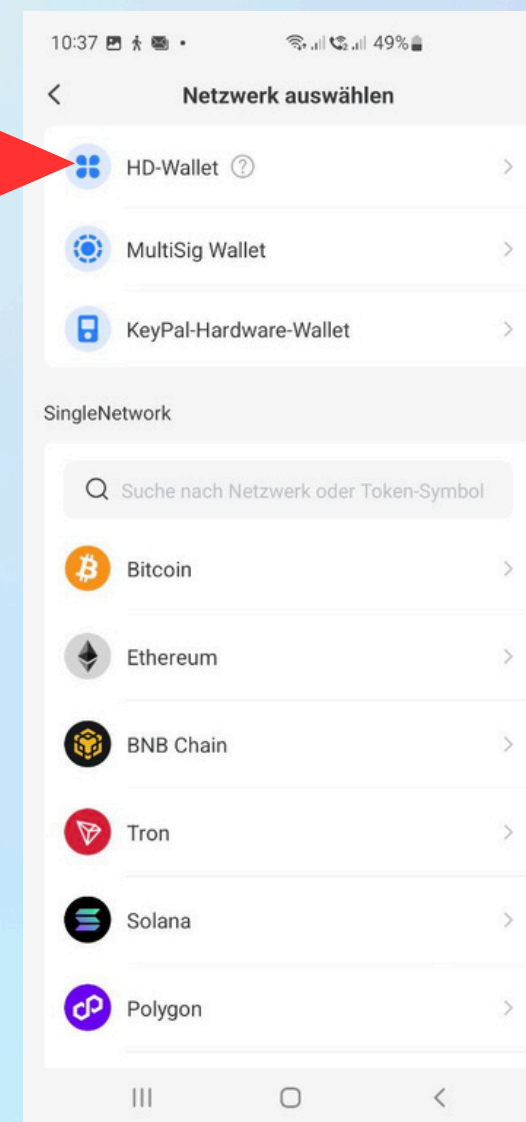 10:37 49%
Netzwerk auswählen
HD-Wallet ?
MultiSig Wallet
KeyPal-Hardware-Wallet
SingleNetwork
Suche nach Netzwerk oder Token-Symbol
Bitcoin
Ethereum
BNB Chain
Tron
Solana
Polygon